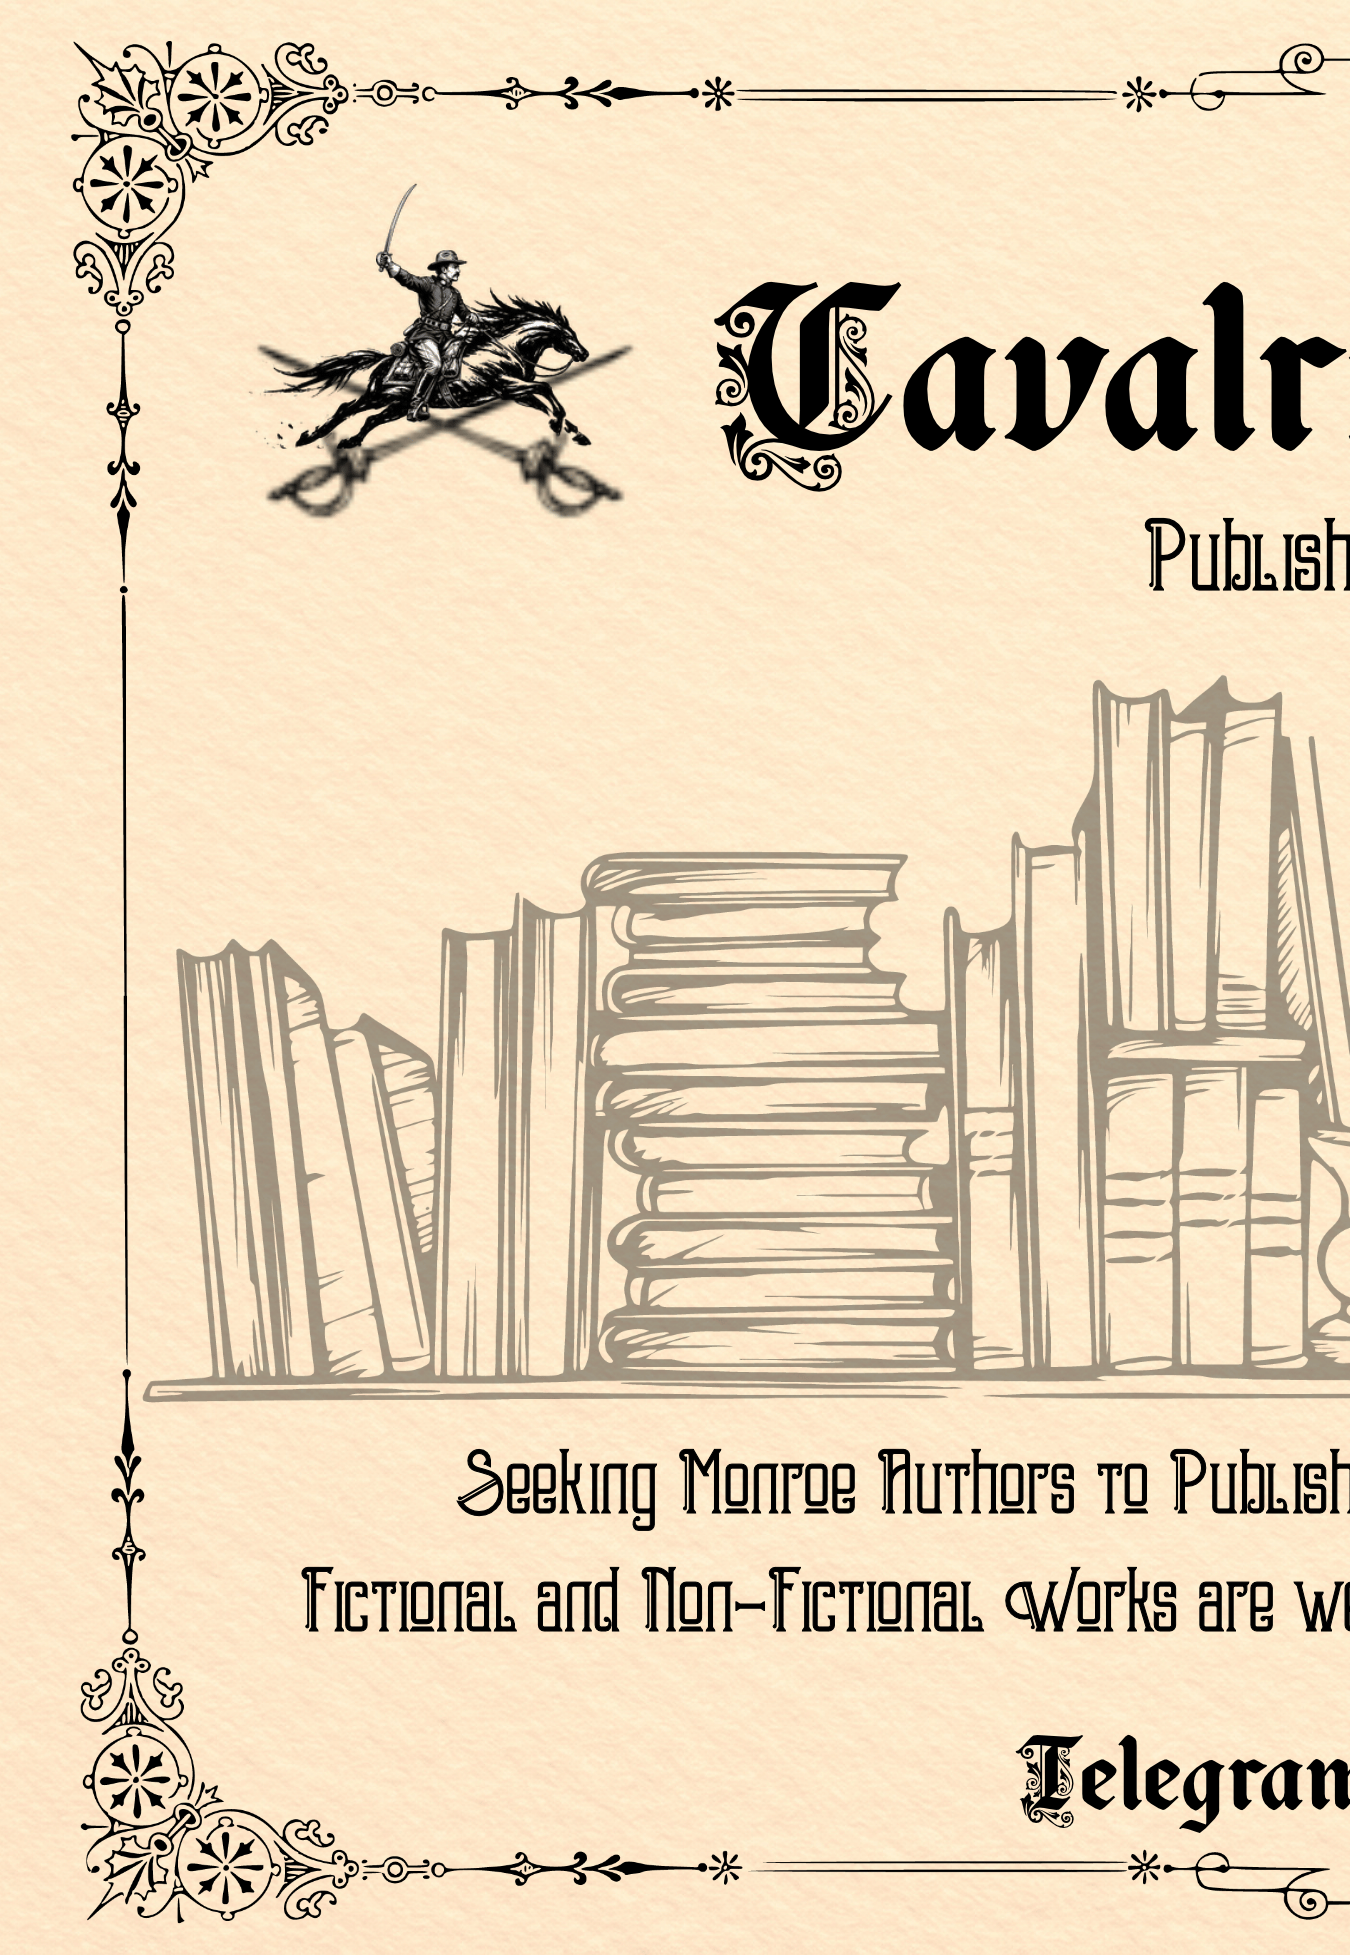 Cavalr
Publish
Seeking Monroe Authors to Publish
Fictional and Non-Fictional Works are we
Telegram